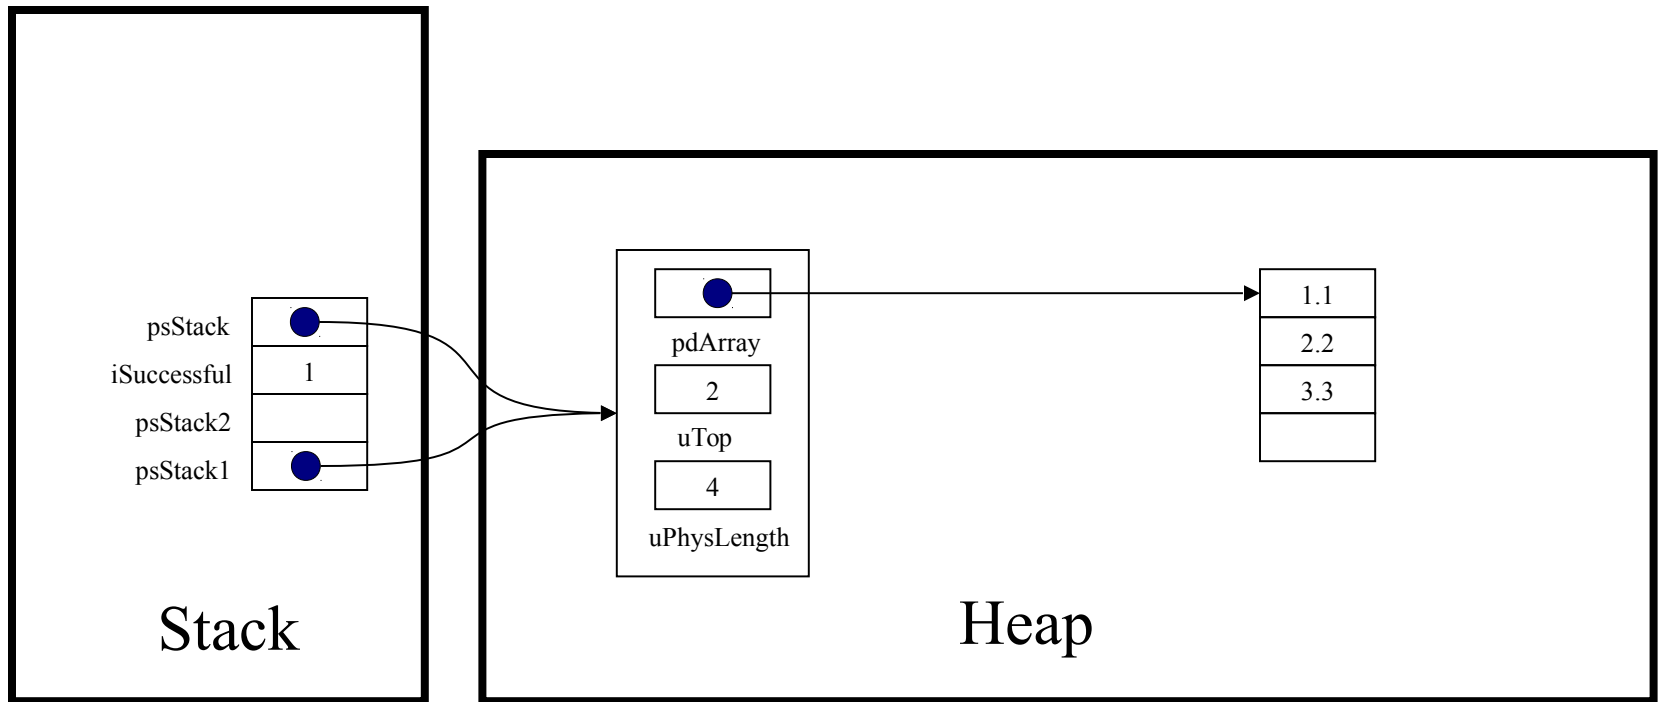 psStack
iSuccessful 1
psStack2
psStack1
Stack
pdArray
2
uTop
4
uPhysLength
1.1
2.2
3.3
Heap